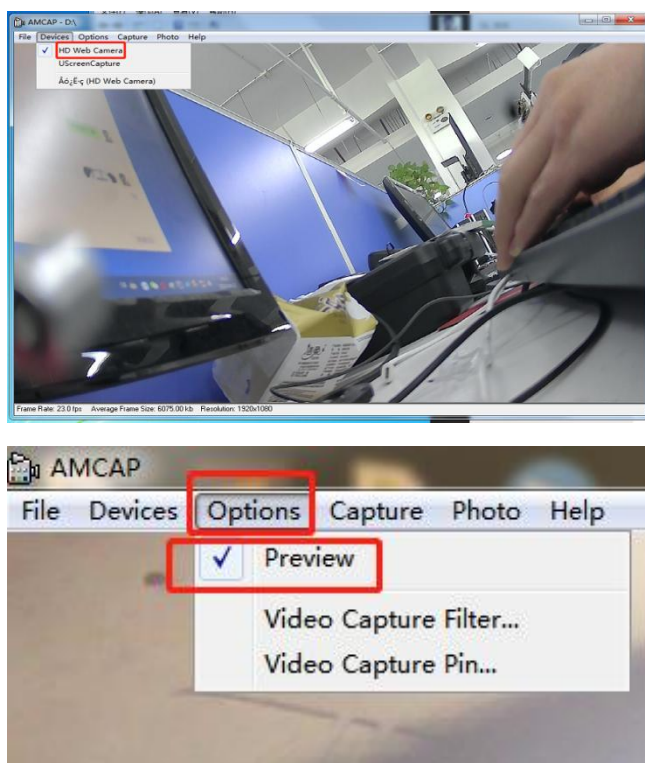 AMCAP - D:\
File Devices Options Capture Photo Help
✓ HD Web Camera
UScreenCapture
Áó¿Ë·ç (HD Web Camera)
Frame Rate: 23.0 fps Average Frame Size: 6075.00 kb Resolution: 1920x1080
AMCAP
File Devices Options Capture Photo Help
✓ Preview
Video Capture Filter...
Video Capture Pin...